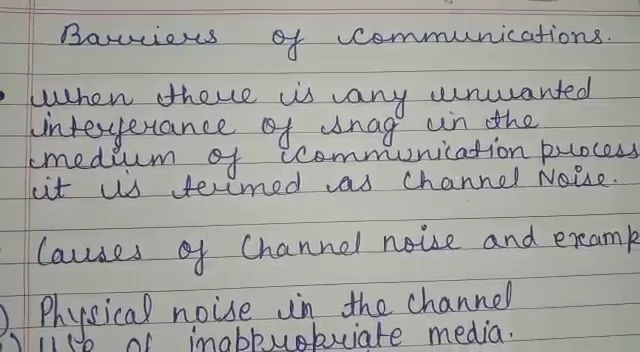 Barriers of communications.
When there is any unwanted
interferance of snag in the
medium of communication process
it is termed as Channel Noise.
Causes of Channel noise and examp
Physical noise in the channel
Use of inappropriate media.